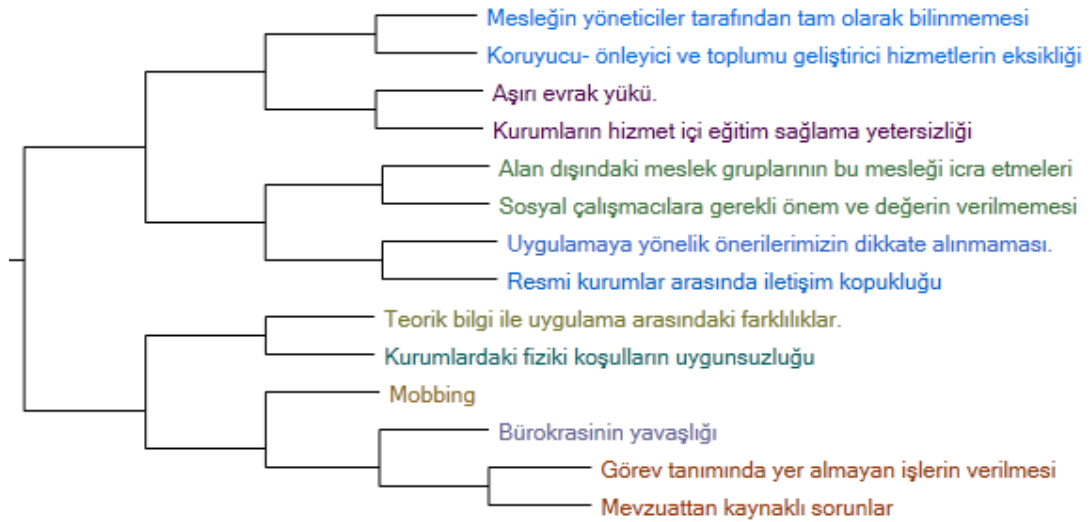 Mesleğin yöneticiler tarafından tam olarak bilinmemesi
Koruyucu- önleyici ve toplumu geliştirici hizmetlerin eksikliği
Aşırı evrak yükü.
Kurumların hizmet içi eğitim sağlama yetersizliği
Alan dışındaki meslek gruplarının bu mesleği icra etmeleri
Sosyal çalışmacılara gerekli önem ve değerin verilmemesi
Uygulamaya yönelik önerilerimizin dikkate alınmaması.
Resmi kurumlar arasında iletişim kopukluğu
Teorik bilgi ile uygulama arasındaki farklılıklar.
Kurumlardaki fiziki koşulların uygunsuzluğu
Mobbing
Bürokrasinin yavaşlığı
Görev tanımında yer almayan işlerin verilmesi
Mevzuattan kaynaklı sorunlar